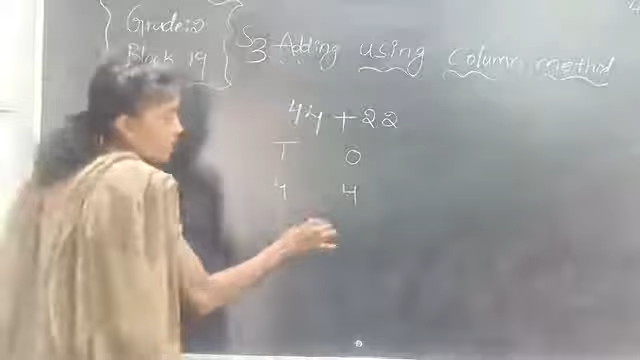 Grade:2
Block 19
S3 Adding using column method
44 + 22
T O
4 4